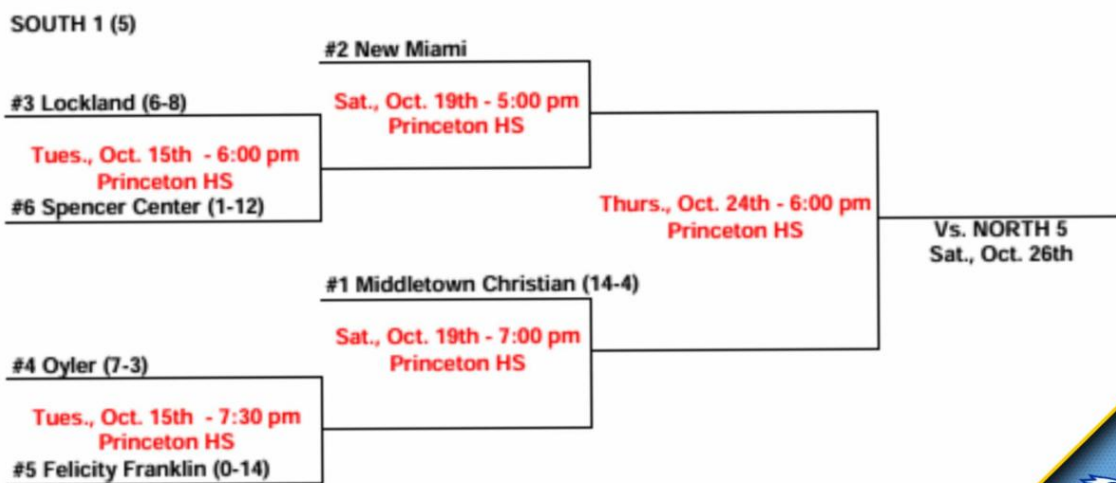 SOUTH 1 (5)
#2 New Miami
#3 Lockland (6-8)
Sat., Oct. 19th - 5:00 pm
Princeton HS
Tues., Oct. 15th - 6:00 pm
Princeton HS
#6 Spencer Center (1-12)
Thurs., Oct. 24th - 6:00 pm
Princeton HS
Vs. NORTH 5
Sat., Oct. 26th
#1 Middletown Christian (14-4)
Sat., Oct. 19th - 7:00 pm
Princeton HS
#4 Oyler (7-3)
Tues., Oct. 15th - 7:30 pm
Princeton HS
#5 Felicity Franklin (0-14)